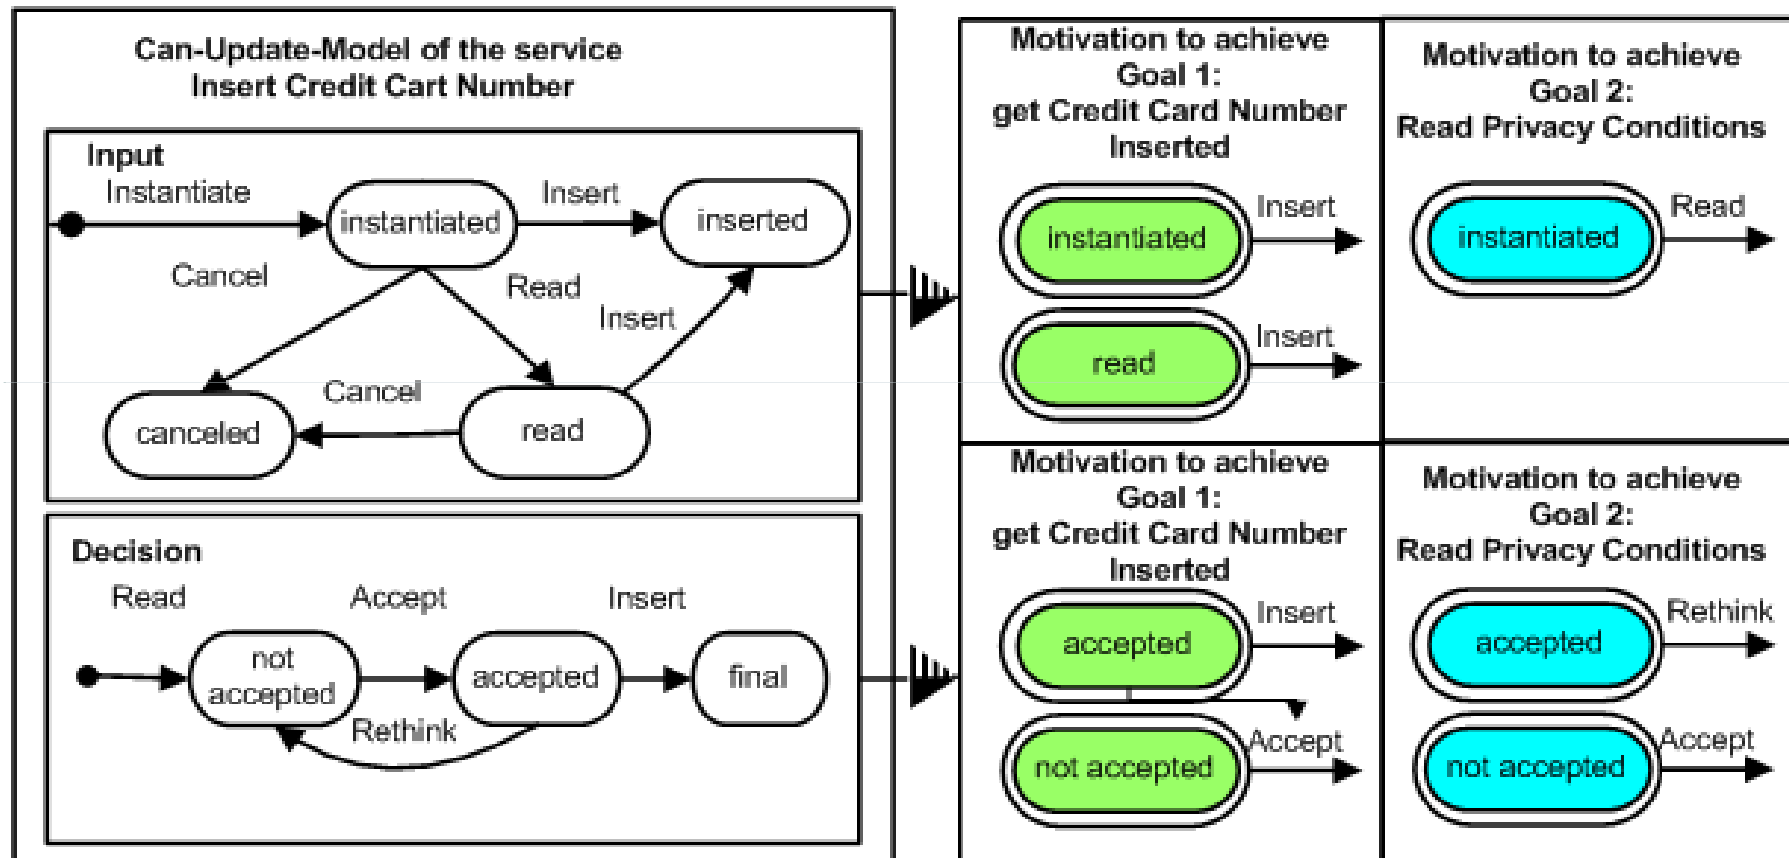 Can-Update-Model of the service
Insert Credit Cart Number
Input
Instantiate
instantiated
Insert
inserted
Cancel
Read
Insert
canceled
Cancel
read
Decision
Read
Accept
Insert
not
accepted
accepted
final
Rethink
Motivation to achieve
Goal 1:
get Credit Card Number
Inserted
instantiated
Insert
read
Insert
Motivation to achieve
Goal 2:
Read Privacy Conditions
instantiated
Read
Motivation to achieve
Goal 1:
get Credit Card Number
Inserted
accepted
Insert
not accepted
Accept
Motivation to achieve
Goal 2:
Read Privacy Conditions
accepted
Rethink
not accepted
Accept